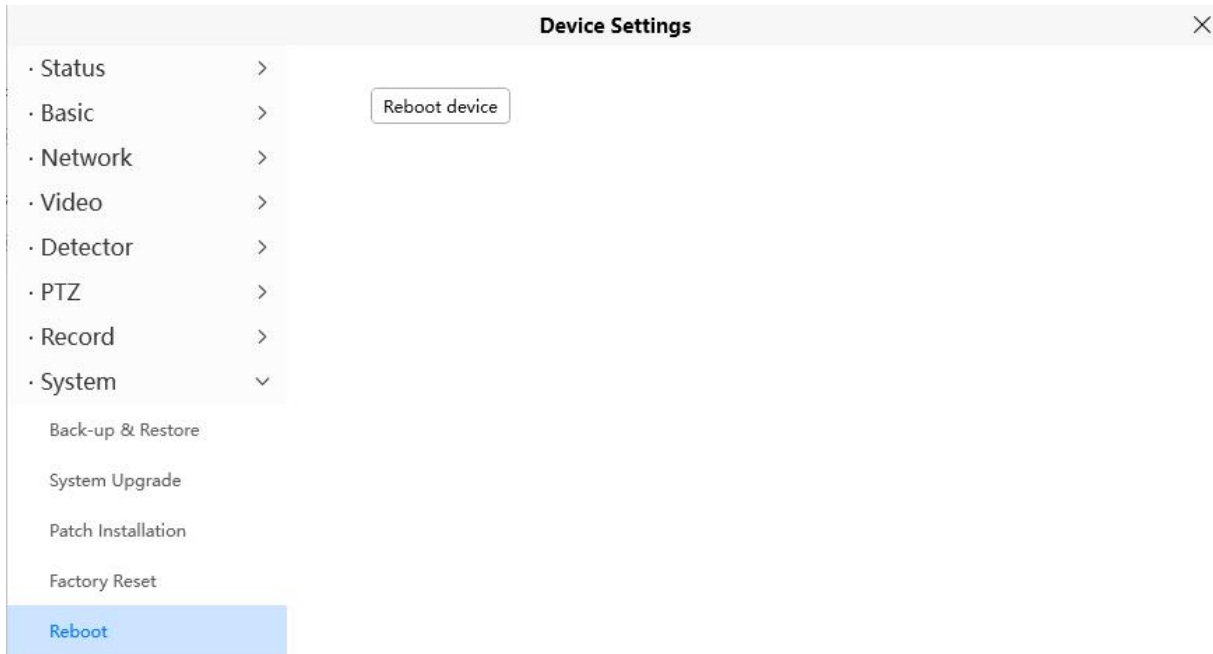 Device Settings
· Status
· Basic
· Network
· Video
· Detector
· PTZ
· Record
· System
Back-up & Restore
System Upgrade
Patch Installation
Factory Reset
Reboot
Reboot device